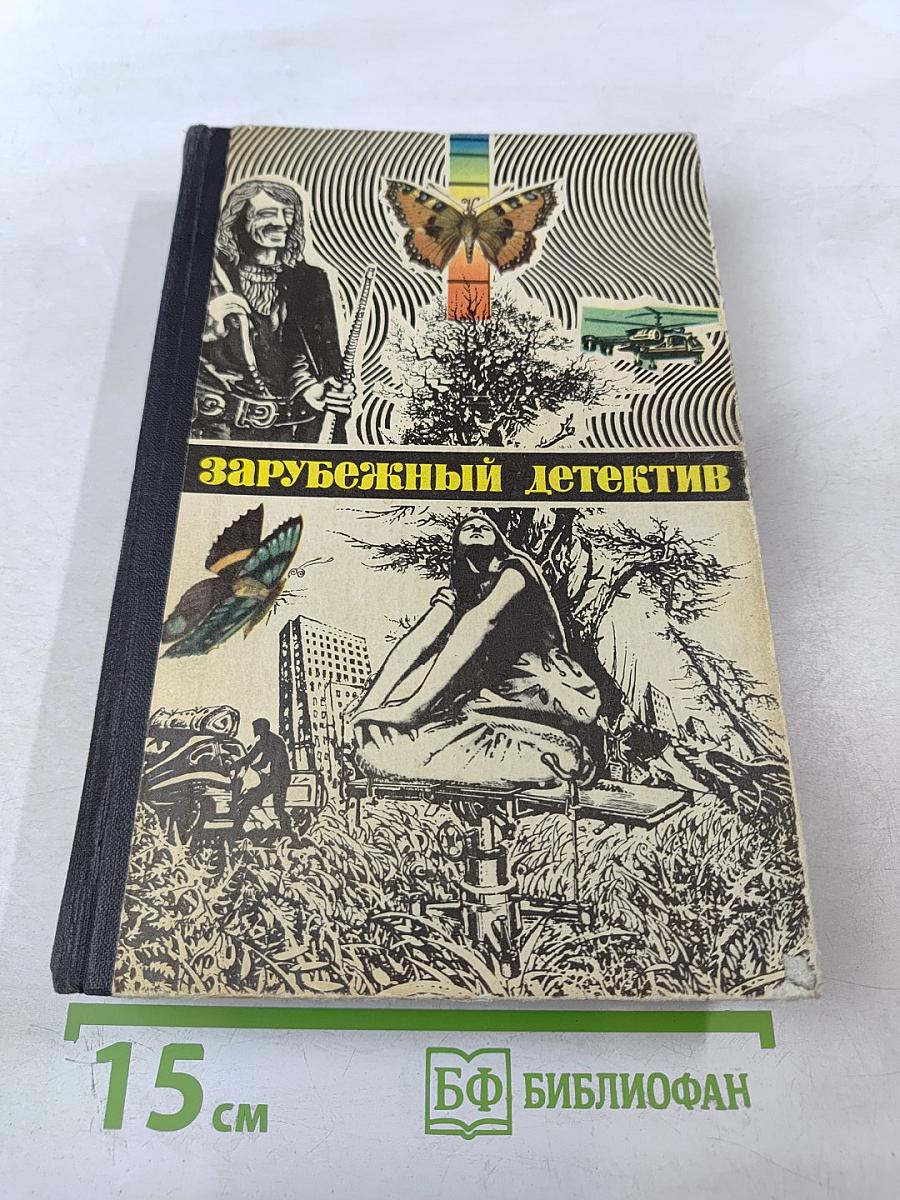 ЗАРУБЕЖНЫЙ ДЕТЕКТИВ
15 см
БФ БИБЛИОФАН